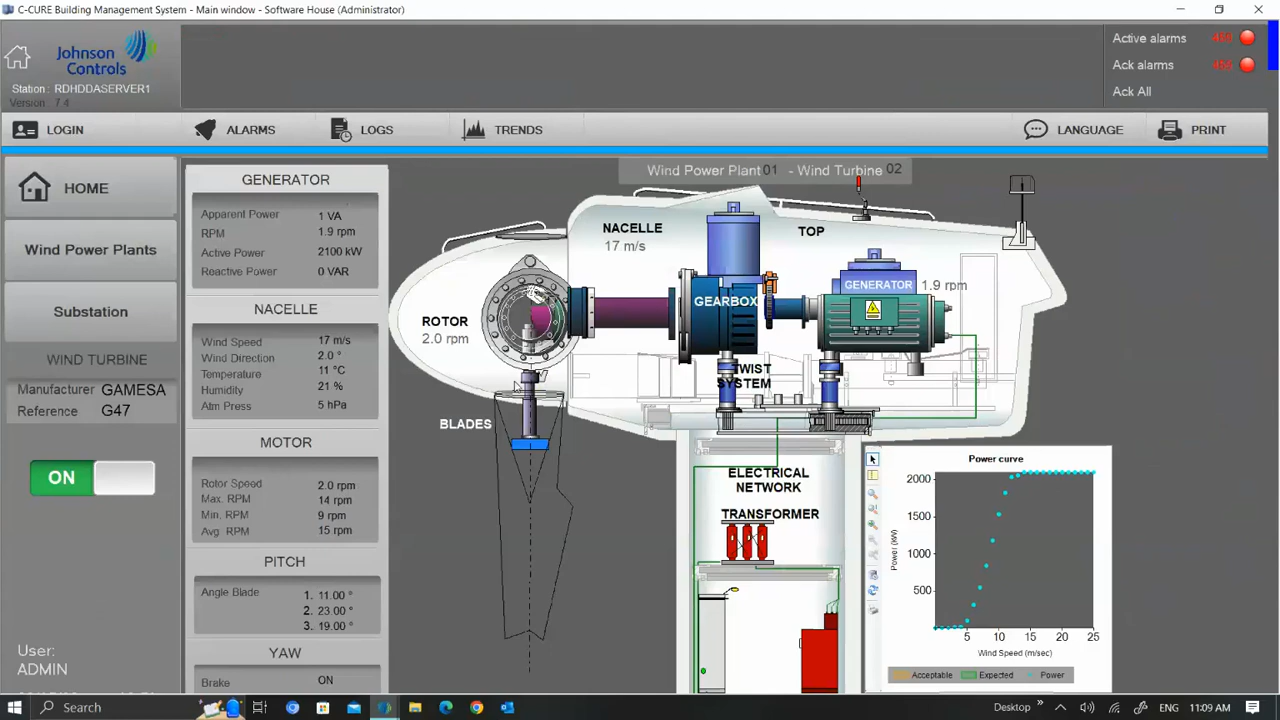 C-CURE Building Management System - Main window - Software House (Administrator)
Johnson
Controls
Station: RDHDDASERVER1
Version 7.4
Active alarms
Ack alarms
Ack All
LOGIN
ALARMS
LOGS
TRENDS
LANGUAGE
PRINT
HOME
Wind Power Plants
Substation
WIND TURBINE
Manufacturer GAMESA
Reference G47
ON
User:
ADMIN
GENERATOR
Apparent Power 1 VA
RPM 1.9 rpm
Active Power 2100 kW
Reactive Power 0 VAR
NACELLE
Wind Speed 17 m/s
Wind Direction 2.0 °
Temperature 11 °C
Humidity 21 %
Atm Press 5 hPa
MOTOR
Rotor Speed 2.0 rpm
Max. RPM 14 rpm
Min. RPM 9 rpm
Avg. RPM 15 rpm
PITCH
Angle Blade 1. 11.00 °
2. 23.00 °
3. 19.00 °
YAW
Brake ON
Wind Power Plant 01 - Wind Turbine 02
NACELLE
17 m/s
TOP
ROTOR
2.0 rpm
GEARBOX
GENERATOR 1.9 rpm
TWIST
SYSTEM
BLADES
ELECTRICAL
NETWORK
TRANSFORMER
Power curve
Power (kW)
2000
1500
1000
500
5 10 15 20 25
Wind Speed (m/sec)
Acceptable Expected Power
Search
Desktop
ENG
11:09 AM